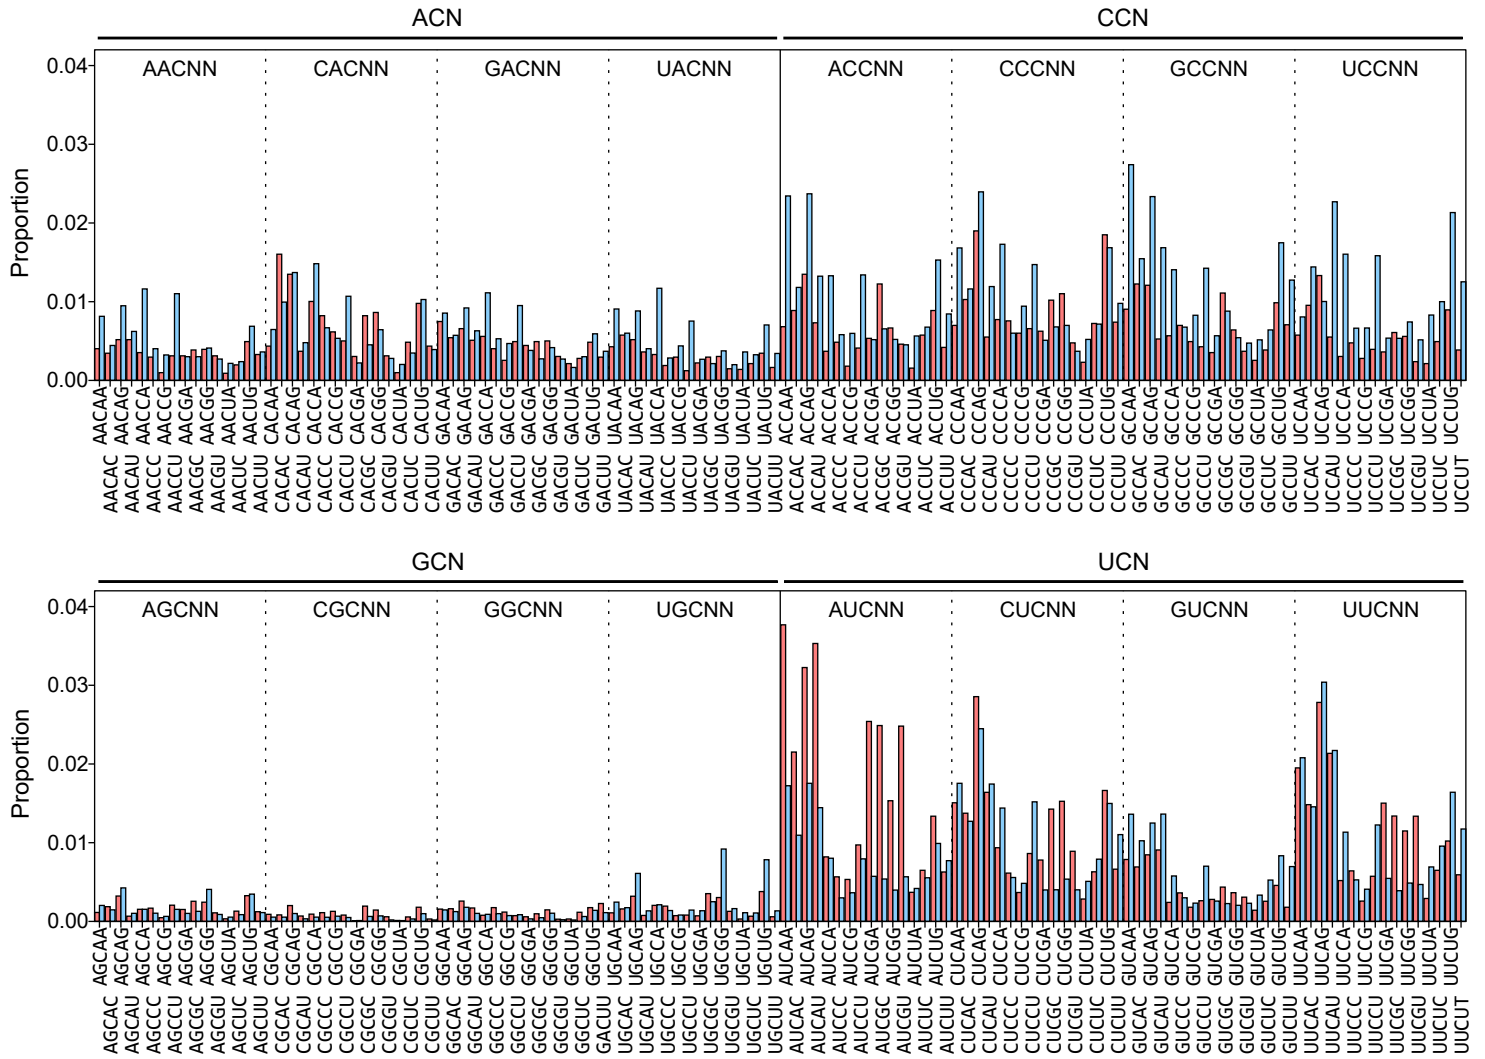 ACN CCN
AACNN CACNN GACNN UACNN ACCNN CCCNN GCCNN UCCNN
0.04
0.03
0.02
0.01
0.00
Proportion
AACAA AACAG AACCA AACCG AACGA AACGG AACUA AACUG CACAA CACAG CACCA CACCG CACGA CACGG CACUA CACUG GACAA GACAG GACCA GACCG GACGA GACGG GACUA GACUG UACAA UACAG UACCA UACCG UACGA UACGG UACUA UACUG ACCAA ACCAG ACCCA ACCCG ACCGA ACCGG ACCUA ACCUG CCCAA CCCAG CCCCA CCCCG CCCGA CCCGG CCCUA CCCUG GCCAA GCCAG GCCCA GCCCG GCCGA GCCGG GCCUA GCCUG UCCAA UCCAG UCCCA UCCCG UCCGA UCCGG UCCUA UCCUG
AACAC AACAU AACCC AACCU AACGC AACGU AACUC AACUU CACAC CACAU CACCC CACCU CACGC CACGU CACUC CACUU GACAC GACAU GACCC GACCU GACGC GACGU GACUC GACUU UACAC UACAU UACCC UACCU UACGC UACGU UACUC UACUU ACCAC ACCAU ACCCC ACCCU ACCGC ACCGU ACCUC ACCUU CCCAC CCCAU CCCCC CCCCU CCCGC CCCGU CCCUC CCCUU GCCAC GCCAU GCCCC GCCCU GCCGC GCCGU GCCUC GCCUU UCCAC UCCAU UCCCC UCCCU UCCGC UCCGU UCCUC UCCUT
GCN UCN
AGCNN CGCNN GGCNN UGCNN AUCNN CUCNN GUCNN UUCNN
0.04
0.03
0.02
0.01
0.00
Proportion
AGCAA AGCAG AGCCA AGCCG AGCGA AGCGG AGCUA AGCUG CGCAA CGCAG CGCCA CGCCG CGCGA CGCGG CGCUA CGCUG GGCAA GGCAG GGCCA GGCCG GGCGA GGCGG GGCUA GGCUG UGCAA UGCAG UGCCA UGCCG UGCGA UGCGG UGCUA UGCUG AUCAA AUCAG AUCCA AUCCG AUCGA AUCGG AUCUA AUCUG CUCAA CUCAG CUCCA CUCCG CUCGA CUCGG CUCUA CUCUG GUCAA GUCAG GUCCA GUCCG GUCGA GUCGG GUCUA GUCUG UUCAA UUCAG UUCCA UUCCG UUCGA UUCGG UUCUA UUCUG
AGCAC AGCAU AGCCC AGCCU AGCGC AGCGU AGCUC AGCUU CGCAC CGCAU CGCCC CGCCU CGCGC CGCGU CGCUC CGCUU GGCAC GGCAU GGCCC GGCCU GGCGC GGCGU GGCUC GACUU UGCAC UGCAU UGCCC UGCCU UGCGC UGCGU UGCUC UGCUU AUCAC AUCAU AUCCC AUCCU AUCGC AUCGU AUCUC AUCUU CUCAC CUCAU CUCCC CUCCU CUCGC CUCGU CUCUC CUCUU GUCAC GUCAU GUCCC GUCCU GUCGC GUCGU GUCUC GUCUU UUCAC UUCAU UUCCC UUCCU UUCGC UUCGU UUCUC UUCUT